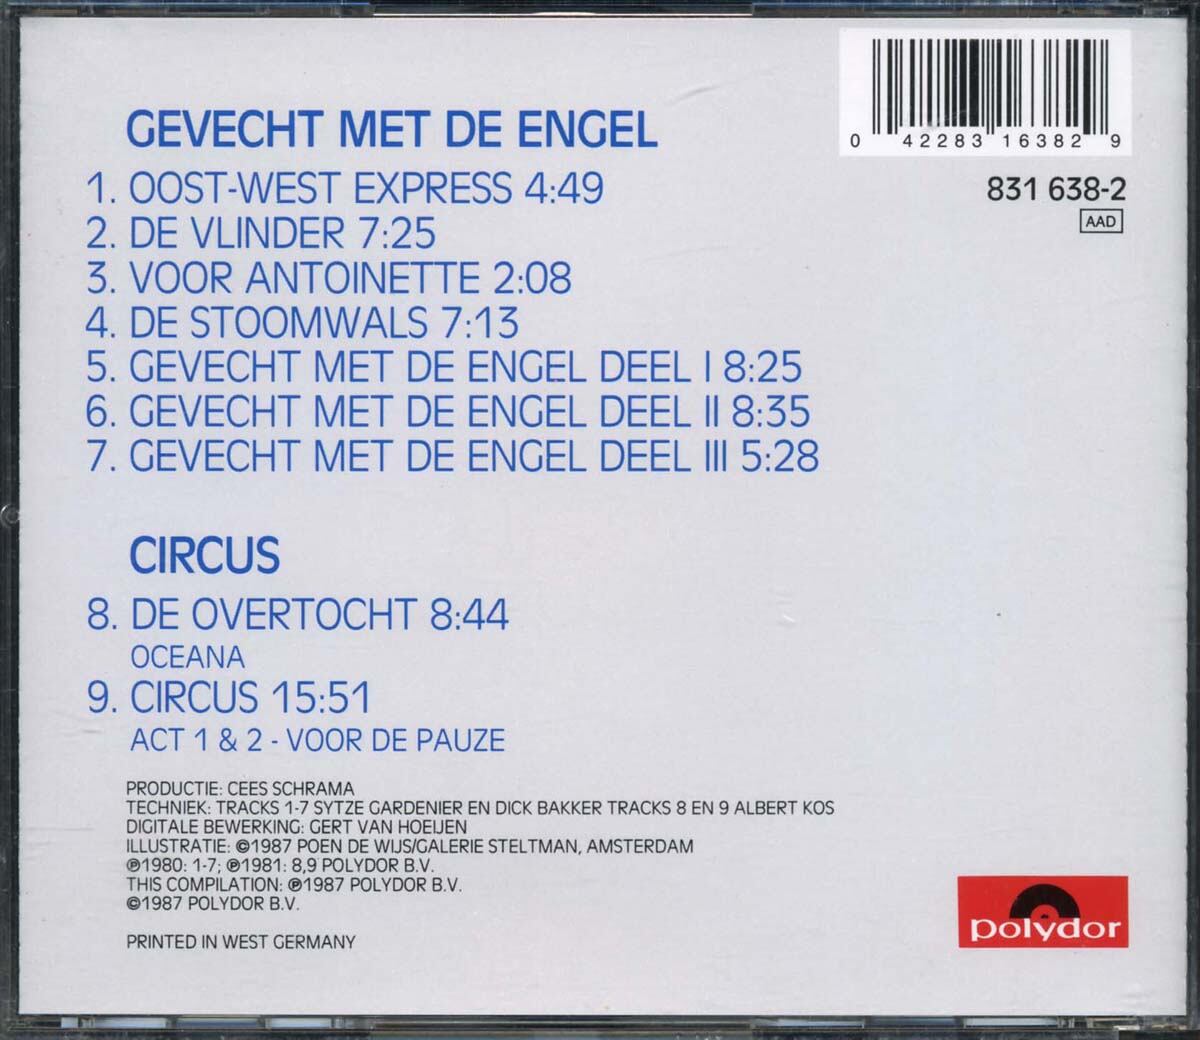 GEVECHT MET DE ENGEL
1. OOST-WEST EXPRESS 4:49
2. DE VLINDER 7:25
3. VOOR ANTOINETTE 2:08
4. DE STOOMWALS 7:13
5. GEVECHT MET DE ENGEL DEEL I 8:25
6. GEVECHT MET DE ENGEL DEEL II 8:35
7. GEVECHT MET DE ENGEL DEEL III 5:28
0 42283 16382 9
831 638-2
AAD
CIRCUS
8. DE OVERTOCHT 8:44
OCEANA
9. CIRCUS 15:51
ACT 1 & 2 - VOOR DE PAUZE
PRODUCTIE: CEES SCHRAMA
TECHNIEK: TRACKS 1-7 SYTZE GARDENIER EN DICK BAKKER TRACKS 8 EN 9 ALBERT KOS
DIGITALE BEWERKING: GERT VAN HOEIJEN
ILLUSTRATIE: ©1987 POEN DE WIJS/GALERIE STELTMAN, AMSTERDAM
℗1980: 1-7; ℗1981: 8,9 POLYDOR B.V.
THIS COMPILATION: ℗1987 POLYDOR B.V.
©1987 POLYDOR B.V.
PRINTED IN WEST GERMANY
polydor